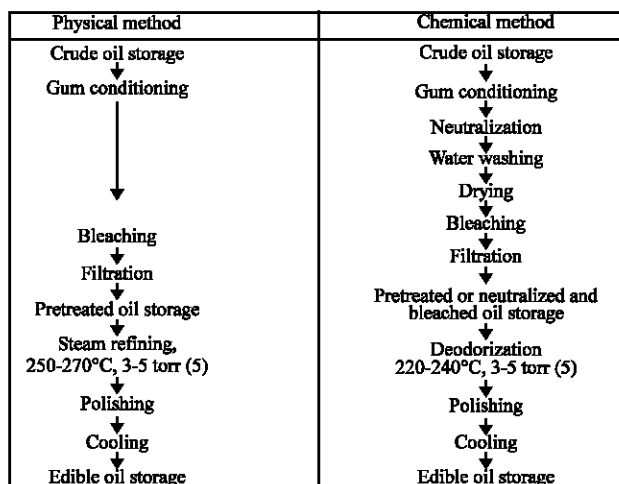 Physical method
Crude oil storage
Gum conditioning
Bleaching
Filtration
Pretreated oil storage
Steam refining,
250-270°C, 3-5 torr (5)
Polishing
Cooling
Edible oil storage
Chemical method
Crude oil storage
Gum conditioning
Neutralization
Water washing
Drying
Bleaching
Filtration
Pretreated or neutralized and
bleached oil storage
Deodorization
220-240°C, 3-5 torr (5)
Polishing
Cooling
Edible oil storage